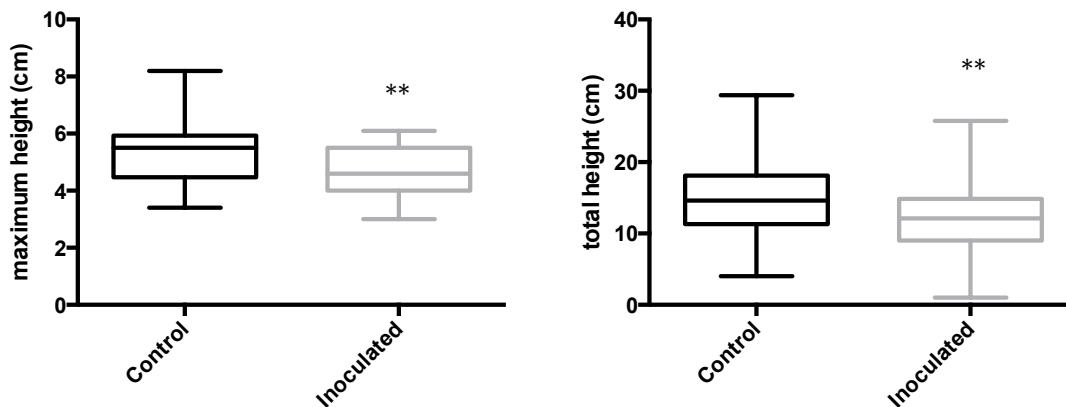 maximum height (cm)
10
8
6
4
2
0
**
Control
Inoculated
total height (cm)
40
30
20
10
0
**
Control
Inoculated